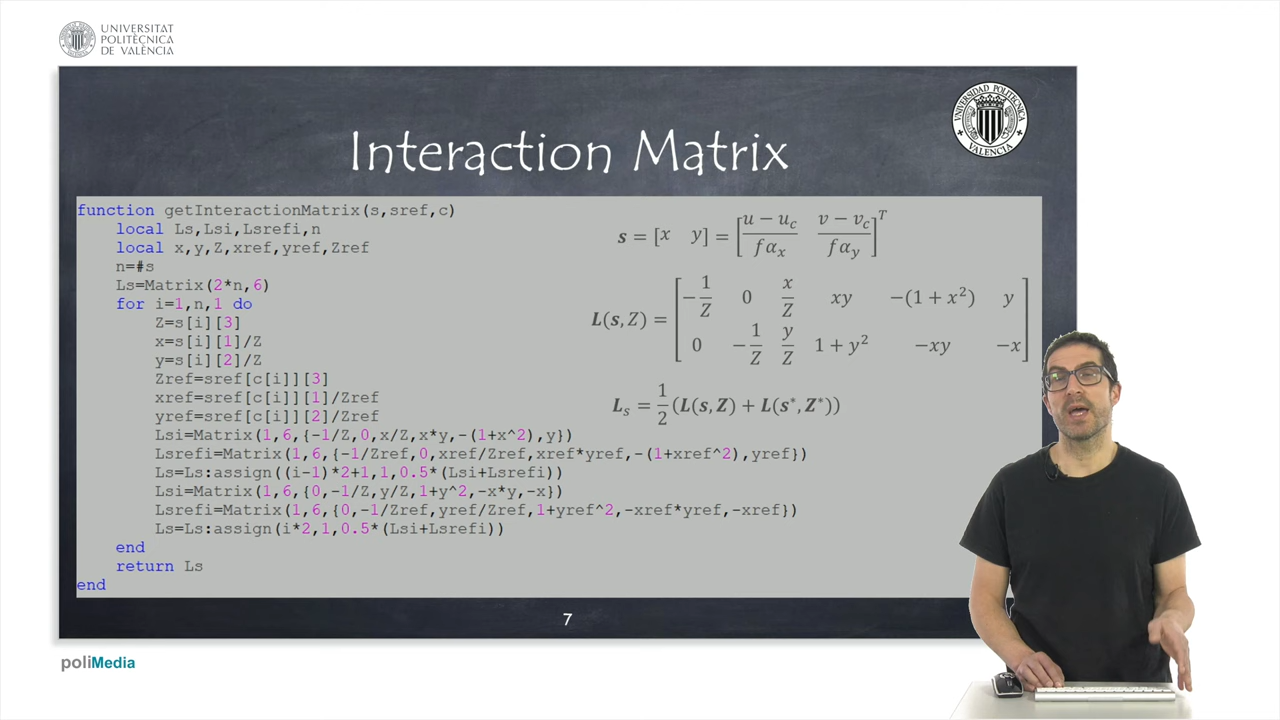 UNIVERSITAT
POLITÈCNICA
DE VALÈNCIA
UNIVERSIDAD POLITECNICA
VALENCIA
Interaction Matrix
function getInteractionMatrix(s,sref,c)
local Ls,Lsi,Lsrefi,n
local x,y,Z,xref,yref,Zref
n=#s
Ls=Matrix(2*n,6)
for i=1,n,1 do
Z=s[i][3]
x=s[i][1]/Z
y=s[i][2]/Z
Zref=sref[c[i]][3]
xref=sref[c[i]][1]/Zref
yref=sref[c[i]][2]/Zref
Lsi=Matrix(1,6,{-1/Z,0,x/Z,x*y,-(1+x^2),y})
Lsrefi=Matrix(1,6,{-1/Zref,0,xref/Zref,xref*yref,-(1+xref^2),yref})
Ls=Ls:assign((i-1)*2+1,1,0.5*(Lsi+Lsrefi))
Lsi=Matrix(1,6,{0,-1/Z,y/Z,1+y^2,-x*y,-x})
Lsrefi=Matrix(1,6,{0,-1/Zref,yref/Zref,1+yref^2,-xref*yref,-xref})
Ls=Ls:assign(i*2,1,0.5*(Lsi+Lsrefi))
end
return Ls
end
s = [x y] = [(u − u_c)/(fα_x) (v − v_c)/(fα_y)]^T
L(s,Z) = [−1/Z 0 x/Z xy −(1 + x²) y
0 −1/Z y/Z 1 + y² −xy −x]
L_s = 1/2 (L(s,Z) + L(s*,Z*))
7
poliMedia